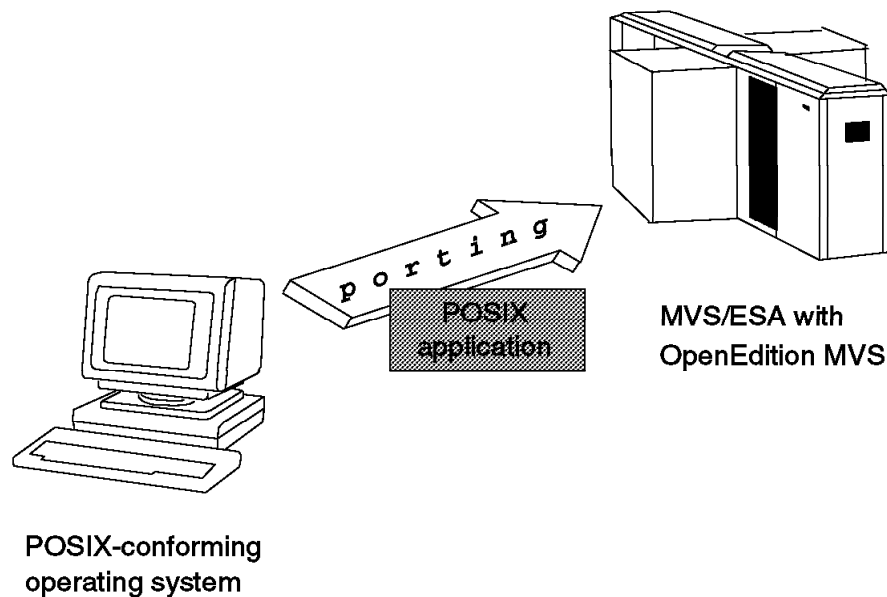 porting
POSIX
application
MVS/ESA with
OpenEdition MVS
POSIX-conforming
operating system